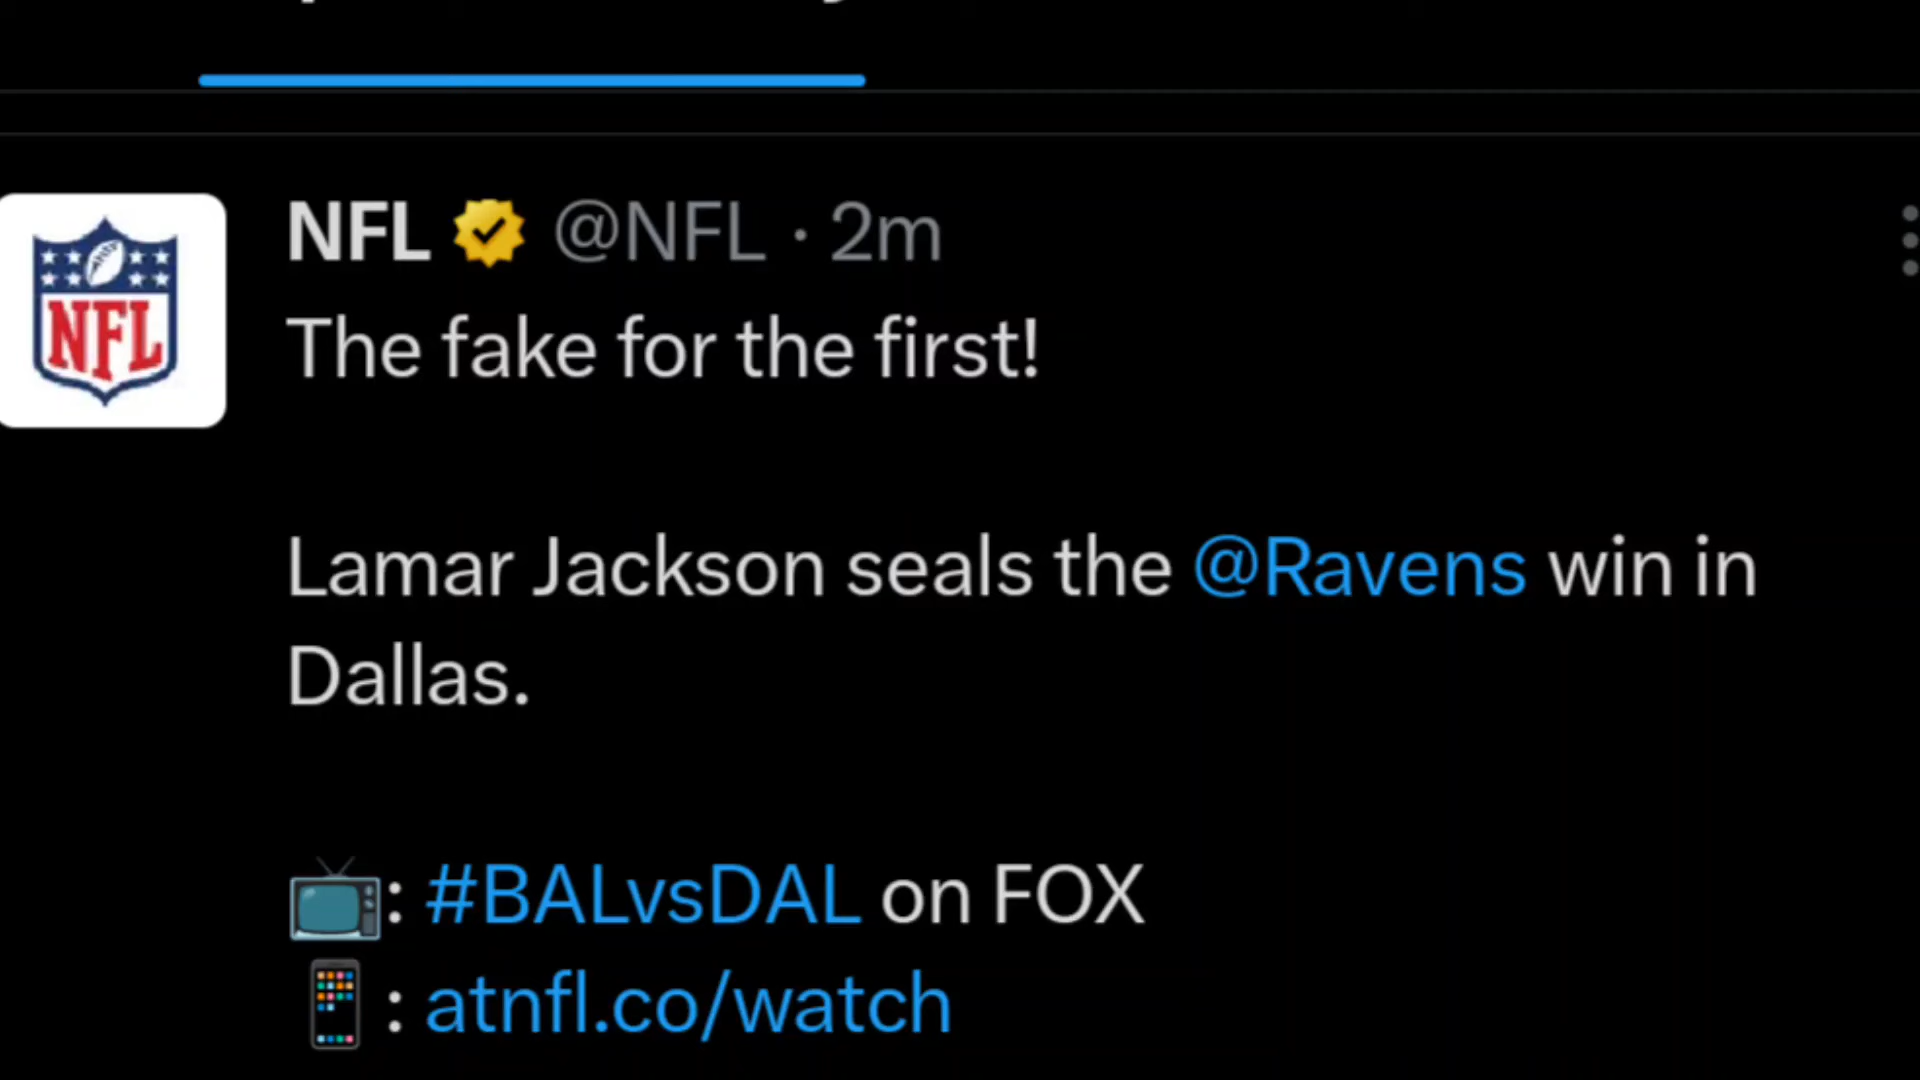 NFL @NFL · 2m
NFL
The fake for the first!
Lamar Jackson seals the @Ravens win in
Dallas.
📺: #BALvsDAL on FOX
📱: atnfl.co/watch